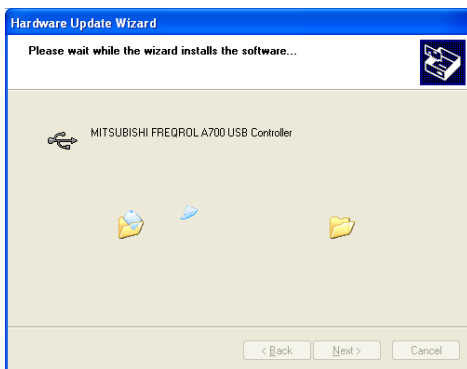 Hardware Update Wizard
Please wait while the wizard installs the software...
MITSUBISHI FREQROL A700 USB Controller
< Back Next > Cancel